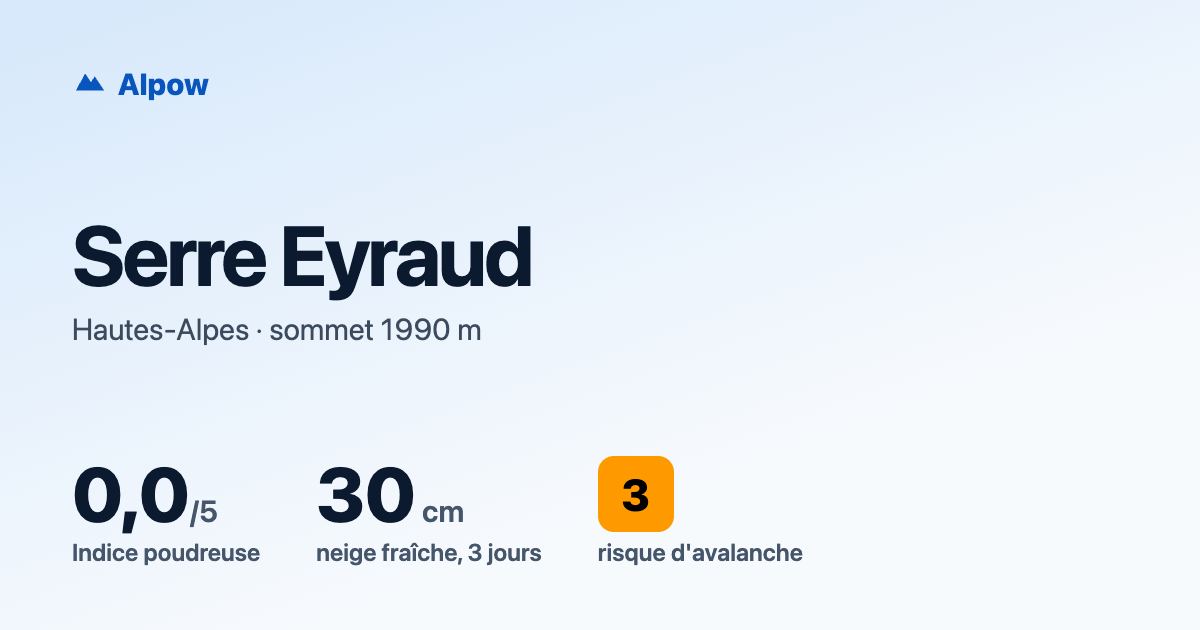 Alpow
Serre Eyraud
Hautes-Alpes · sommet 1990 m
0,0/5
Indice poudreuse
30 cm
neige fraîche, 3 jours
3
risque d'avalanche